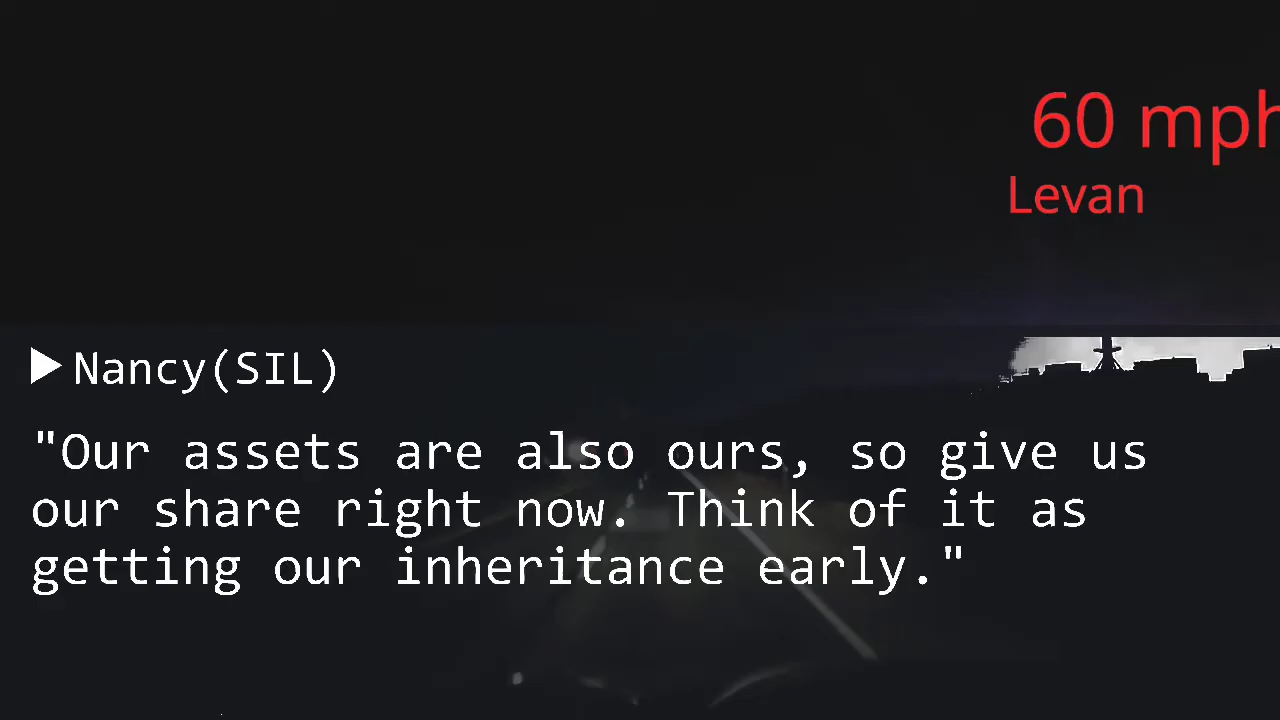 60 mph
Levan
▶Nancy(SIL)
"Our assets are also ours, so give us
our share right now. Think of it as
getting our inheritance early."